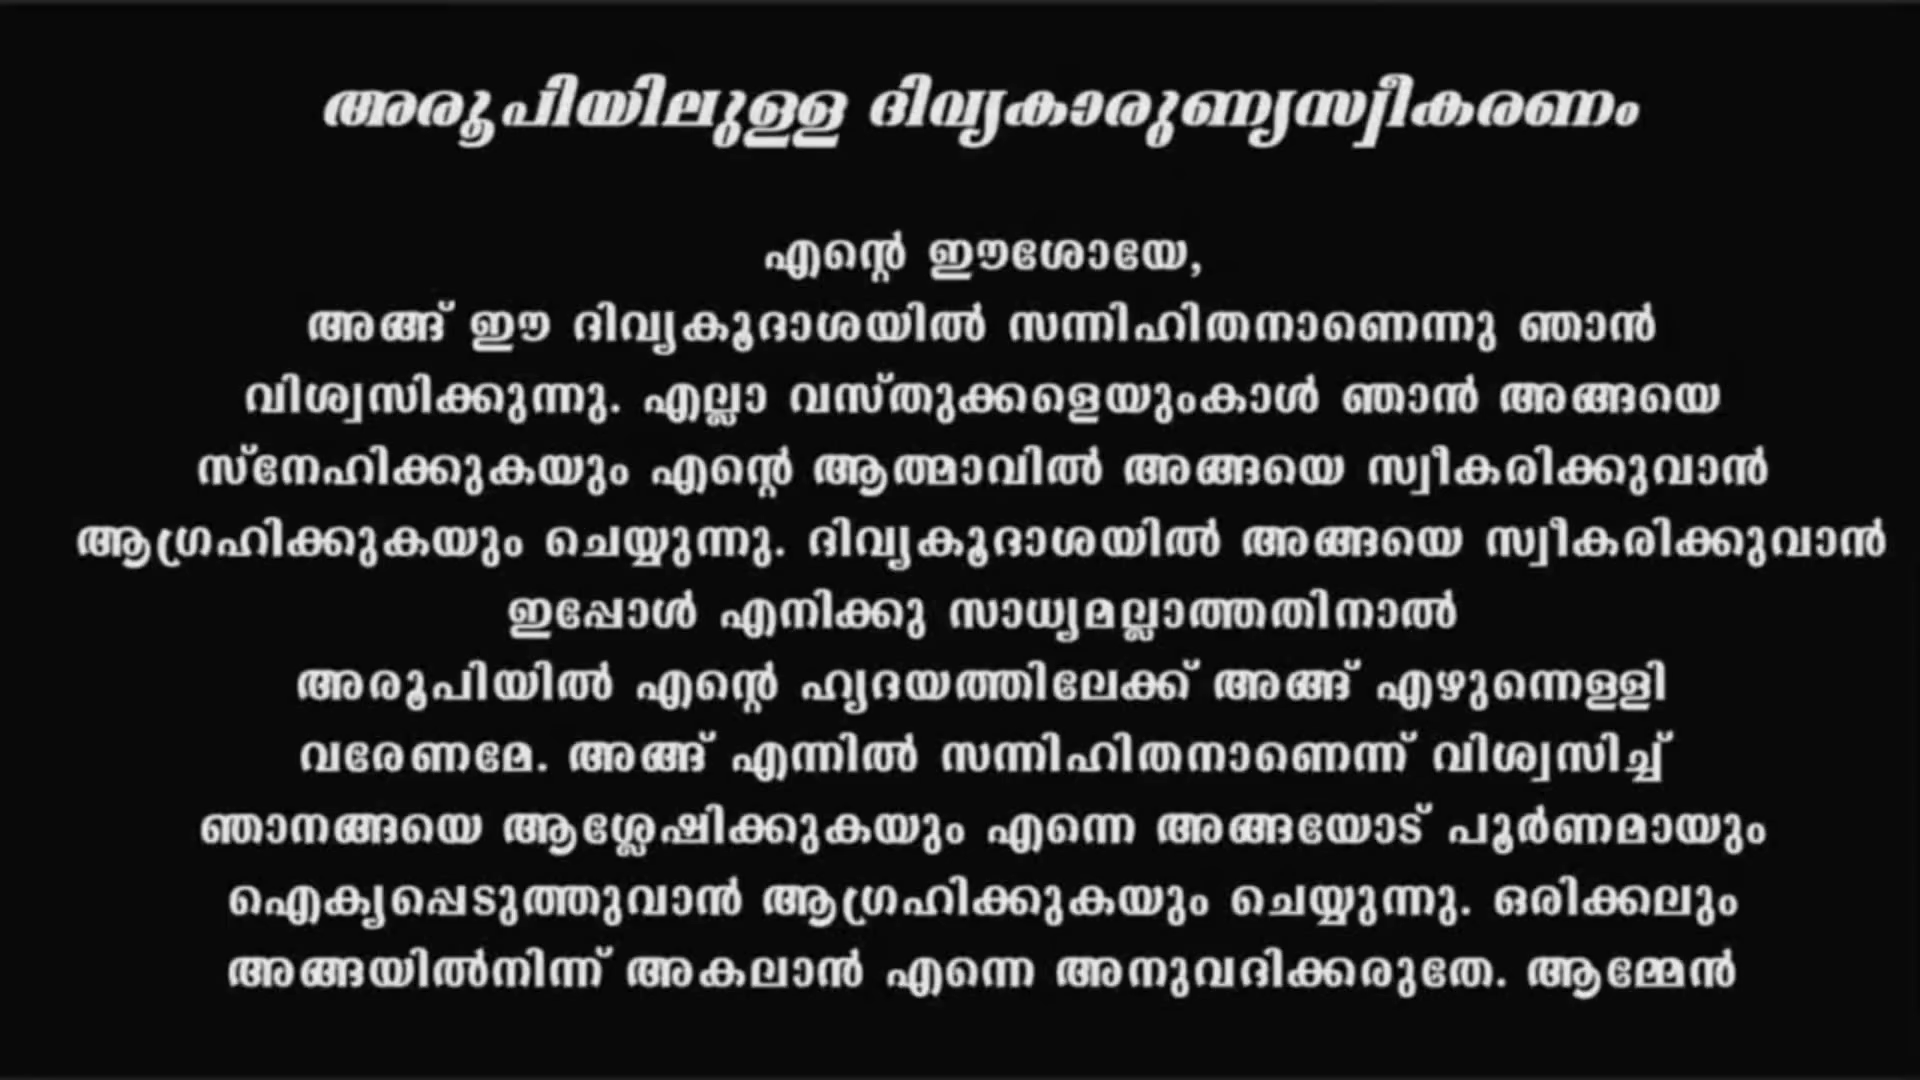 അരൂപിയിലുള്ള ദിവ്യകാരുണ്യസ്വീകരണം
എന്റെ ഈശോയേ,
അങ്ങ് ഈ ദിവ്യകൂദാശയിൽ സന്നിഹിതനാണെന്നു ഞാൻ
വിശ്വസിക്കുന്നു. എല്ലാ വസ്തുക്കളെയുംകാൾ ഞാൻ അങ്ങയെ
സ്നേഹിക്കുകയും എന്റെ ആത്മാവിൽ അങ്ങയെ സ്വീകരിക്കുവാൻ
ആഗ്രഹിക്കുകയും ചെയ്യുന്നു. ദിവ്യകൂദാശയിൽ അങ്ങയെ സ്വീകരിക്കുവാൻ
ഇപ്പോൾ എനിക്കു സാധ്യമല്ലാത്തതിനാൽ
അരൂപിയിൽ എന്റെ ഹൃദയത്തിലേക്ക് അങ്ങ് എഴുന്നെള്ളി
വരേണമേ. അങ്ങ് എന്നിൽ സന്നിഹിതനാണെന്ന് വിശ്വസിച്ച്
ഞാനങ്ങയെ ആശ്ലേഷിക്കുകയും എന്നെ അങ്ങയോട് പൂർണമായും
ഐക്യപ്പെടുത്തുവാൻ ആഗ്രഹിക്കുകയും ചെയ്യുന്നു. ഒരിക്കലും
അങ്ങയിൽനിന്ന് അകലാൻ എന്നെ അനുവദിക്കരുതേ. ആമ്മേൻ